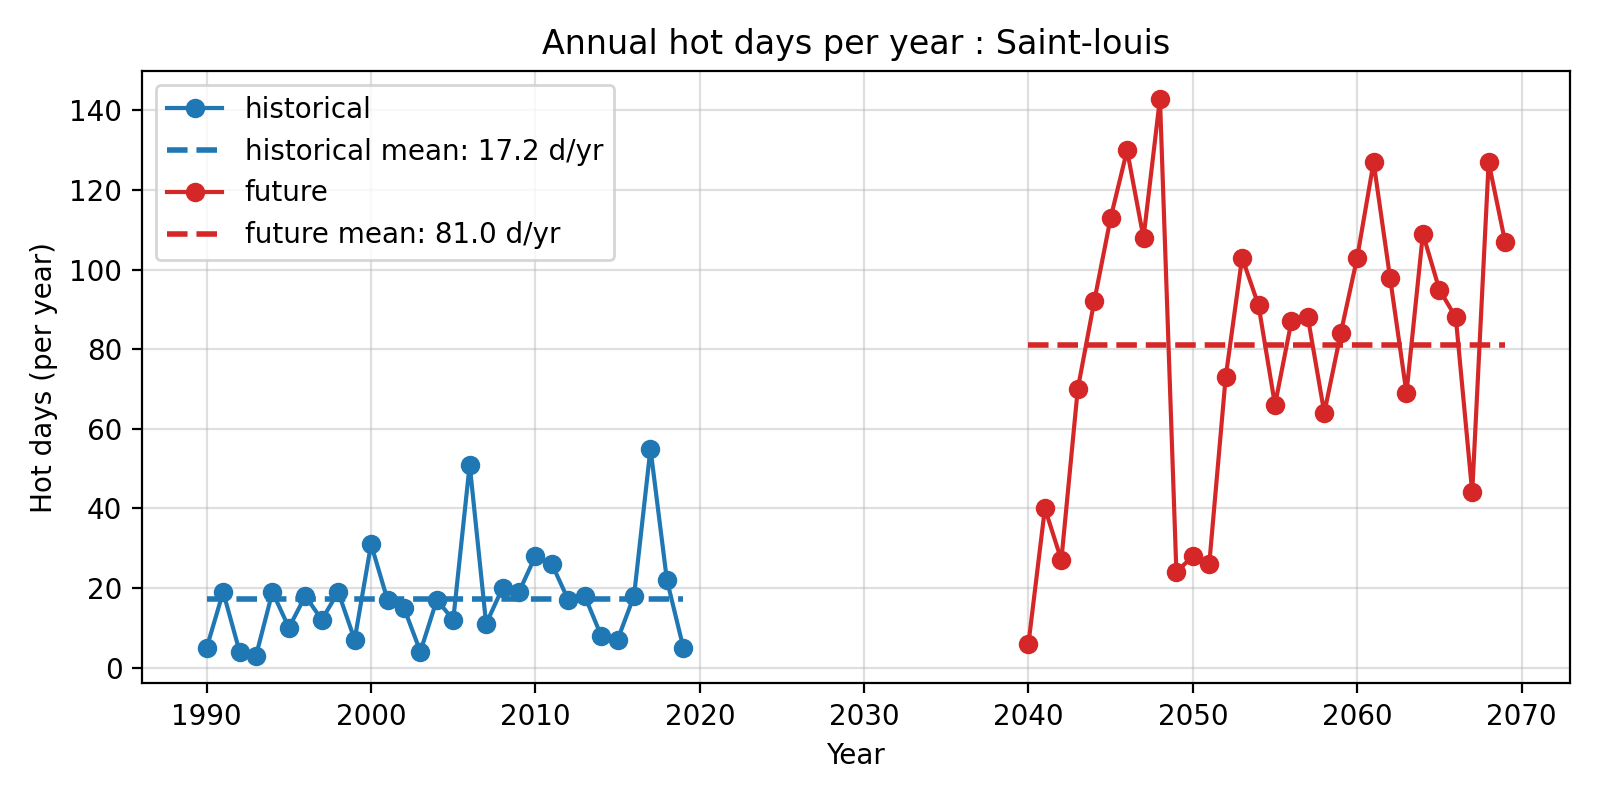 Annual hot days per year : Saint-louis
historical
historical mean: 17.2 d/yr
future
future mean: 81.0 d/yr
Hot days (per year)
140
120
100
80
60
40
20
0
1990 2000 2010 2020 2030 2040 2050 2060 2070
Year